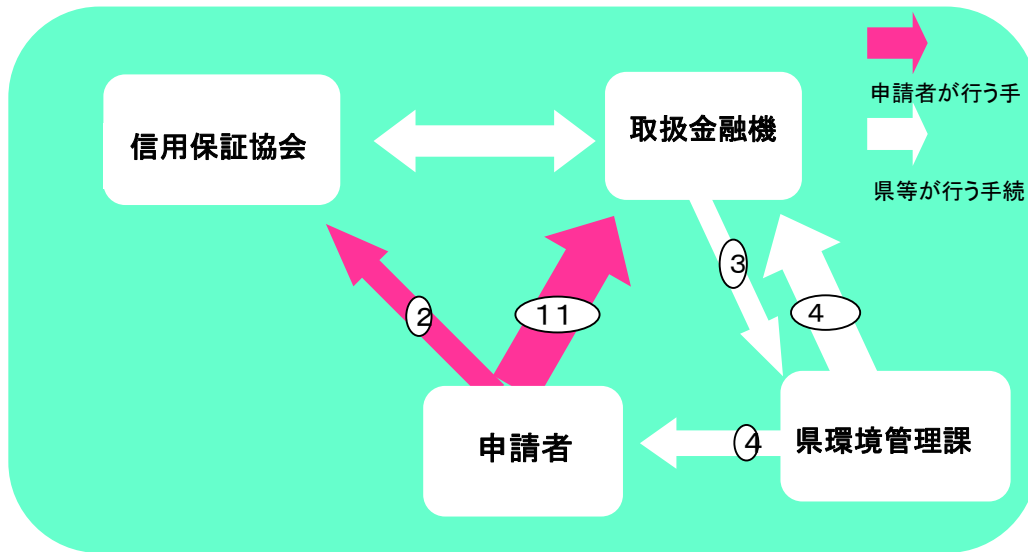 申請者が行う手
信用保証協会
取扱金融機
県等が行う手続
3
2
11
4
申請者
4
県環境管理課